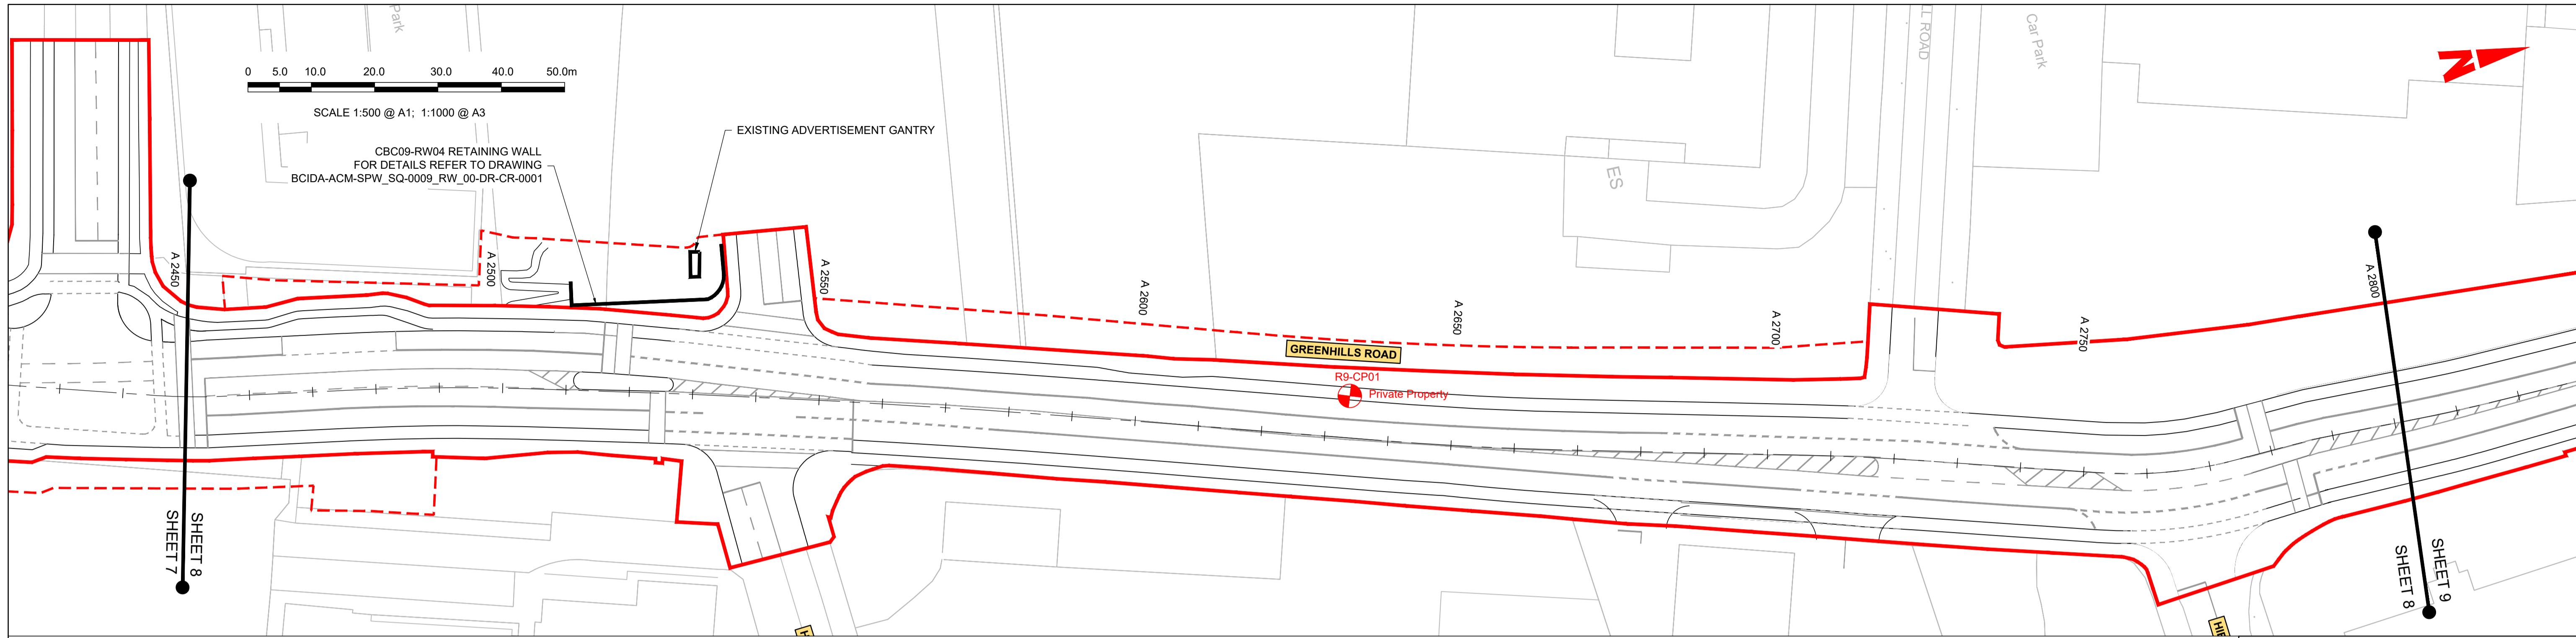 Park
0 5.0 10.0 20.0 30.0 40.0 50.0m
SCALE 1:500 @ A1; 1:1000 @ A3
EXISTING ADVERTISEMENT GANTRY
CBC09-RW04 RETAINING WALL
FOR DETAILS REFER TO DRAWING
BCIDA-ACM-SPW_SQ-0009_RW_00-DR-CR-0001
ROAD
Car Park
N
ES
A 2450
A 2500
A 2550
A 2600
A 2650
A 2700
A 2750
A 2800
GREENHILLS ROAD
R9-CP01
Private Property
SHEET 8
SHEET 7
SHEET 9
SHEET 8